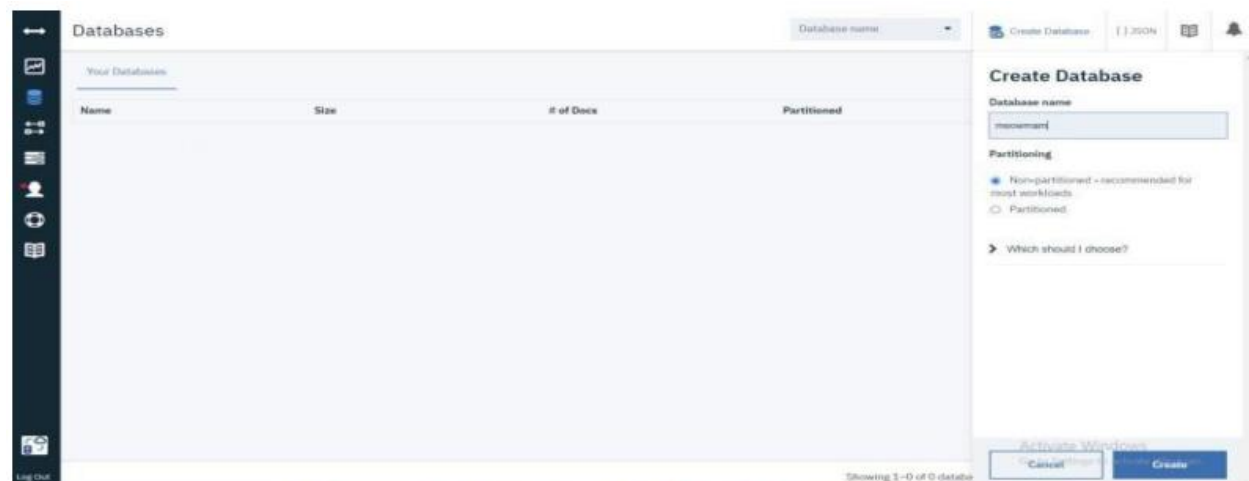 Databases
Database name
Create Database
{ } JSON
Your Databases
Name Size # of Docs Partitioned
Create Database
Database name
Partitioning
Non-partitioned - recommended for
most workloads
Partitioned
Which should I choose?
Activate Windows
Cancel
Create
Showing 1–0 of 0 databa
Log Out